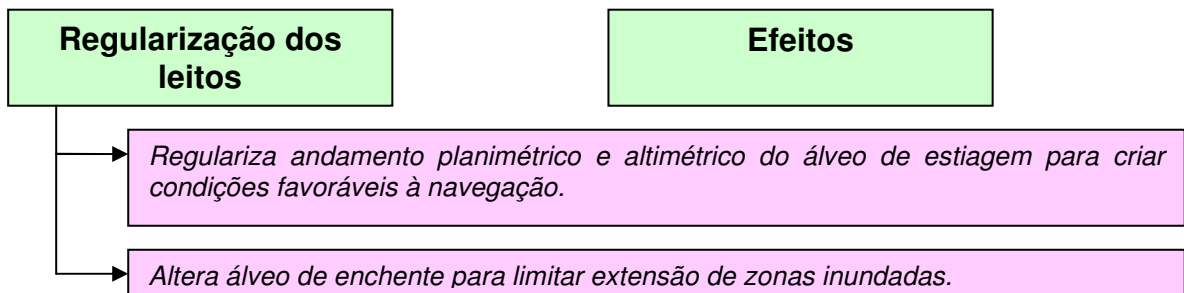 Regularização dos
leitos
Efeitos
Regulariza andamento planimétrico e altimétrico do álveo de estiagem para criar
condições favoráveis à navegação.
Altera álveo de enchente para limitar extensão de zonas inundadas.